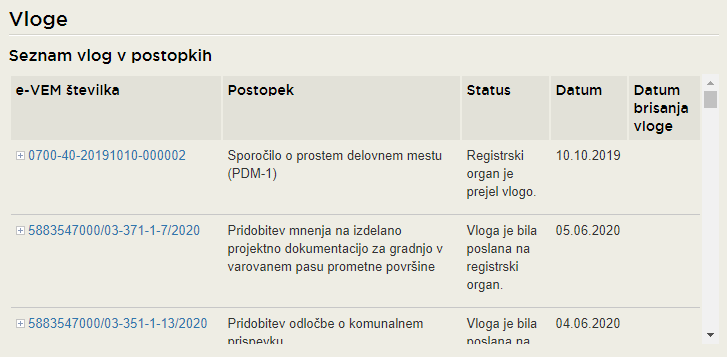 Vloge
Seznam vlog v postopkih
e-VEM številka Postopek Status Datum Datum
brisanja
vloge
0700-40-20191010-000002 Sporočilo o prostem delovnem mestu Registrski 10.10.2019
(PDM-1) organ je
prejel vlogo.
5883547000/03-371-1-7/2020 Pridobitev mnenja na izdelano Vloga je bila 05.06.2020
projektno dokumentacijo za gradnjo v poslana na
varovanem pasu prometne površine registrski
organ.
5883547000/03-351-1-13/2020 Pridobitev odločbe o komunalnem Vloga je bila 04.06.2020
prispevku poslana na